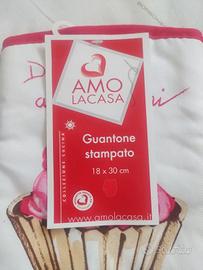 AMO
LACASA
Guantone
stampato
18 x 30 cm
COLLEZIONE CUCINA
www.amolacasa.it